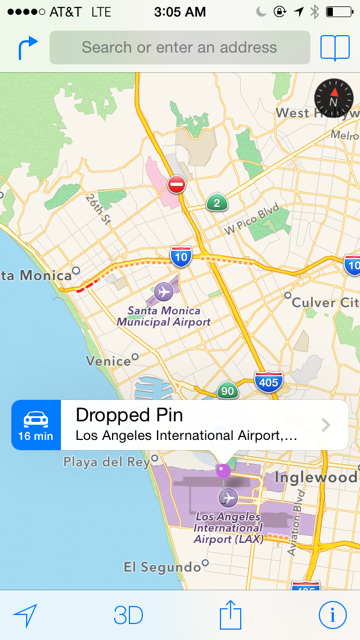 AT&T LTE 3:05 AM
Search or enter an address
N
West Hollyw
Melro
26th St
2
W Pico Blvd
10
10
ta Monica
Santa Monica
Municipal Airport
Culver Cit
Venice
90
405
Dropped Pin
16 min
Los Angeles International Airport,...
Playa del Rey
Inglewood
Los Angeles
International
Airport (LAX)
Aviation Blvd
El Segundo
405
3D